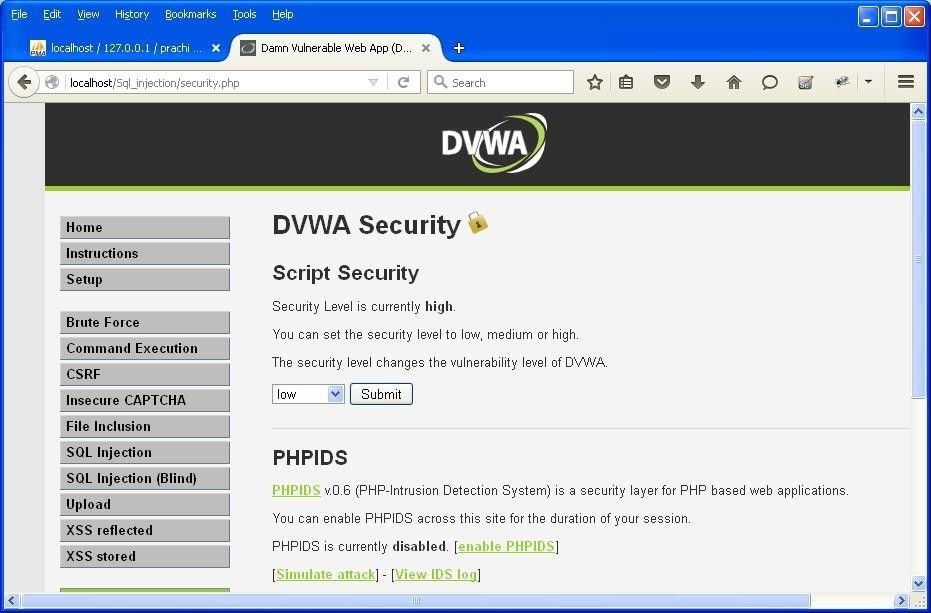 File Edit View History Bookmarks Tools Help
localhost / 127.0.0.1 / prachi ...
Damn Vulnerable Web App (D...
localhost/Sql_injection/security.php
Search
DVWA
Home
Instructions
Setup
Brute Force
Command Execution
CSRF
Insecure CAPTCHA
File Inclusion
SQL Injection
SQL Injection (Blind)
Upload
XSS reflected
XSS stored
DVWA Security
Script Security
Security Level is currently high.
You can set the security level to low, medium or high.
The security level changes the vulnerability level of DVWA.
low Submit
PHPIDS
PHPIDS v.0.6 (PHP-Intrusion Detection System) is a security layer for PHP based web applications.
You can enable PHPIDS across this site for the duration of your session.
PHPIDS is currently disabled. [enable PHPIDS]
[Simulate attack] - [View IDS log]